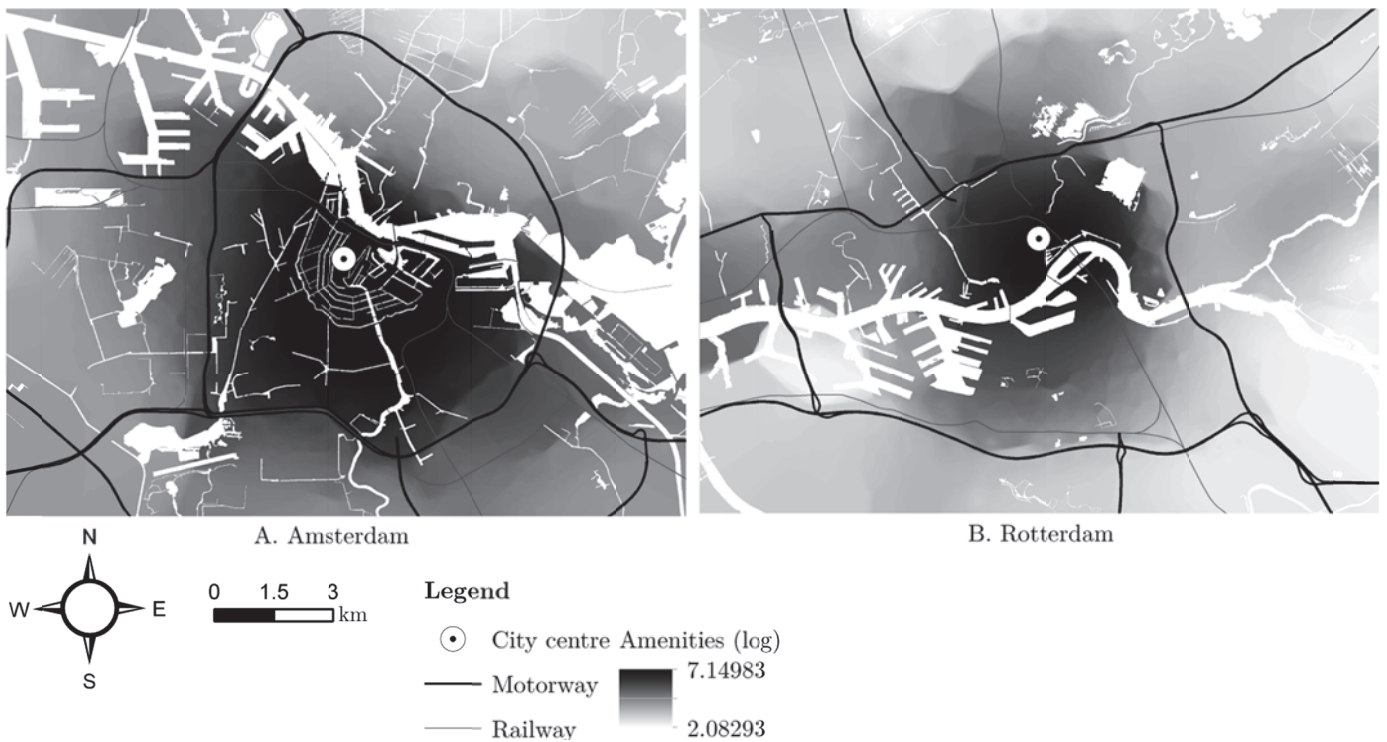 A. Amsterdam
B. Rotterdam
N
W E
S
0 1.5 3
km
Legend
City centre Amenities (log)
7.14983
Motorway
Railway
2.08293